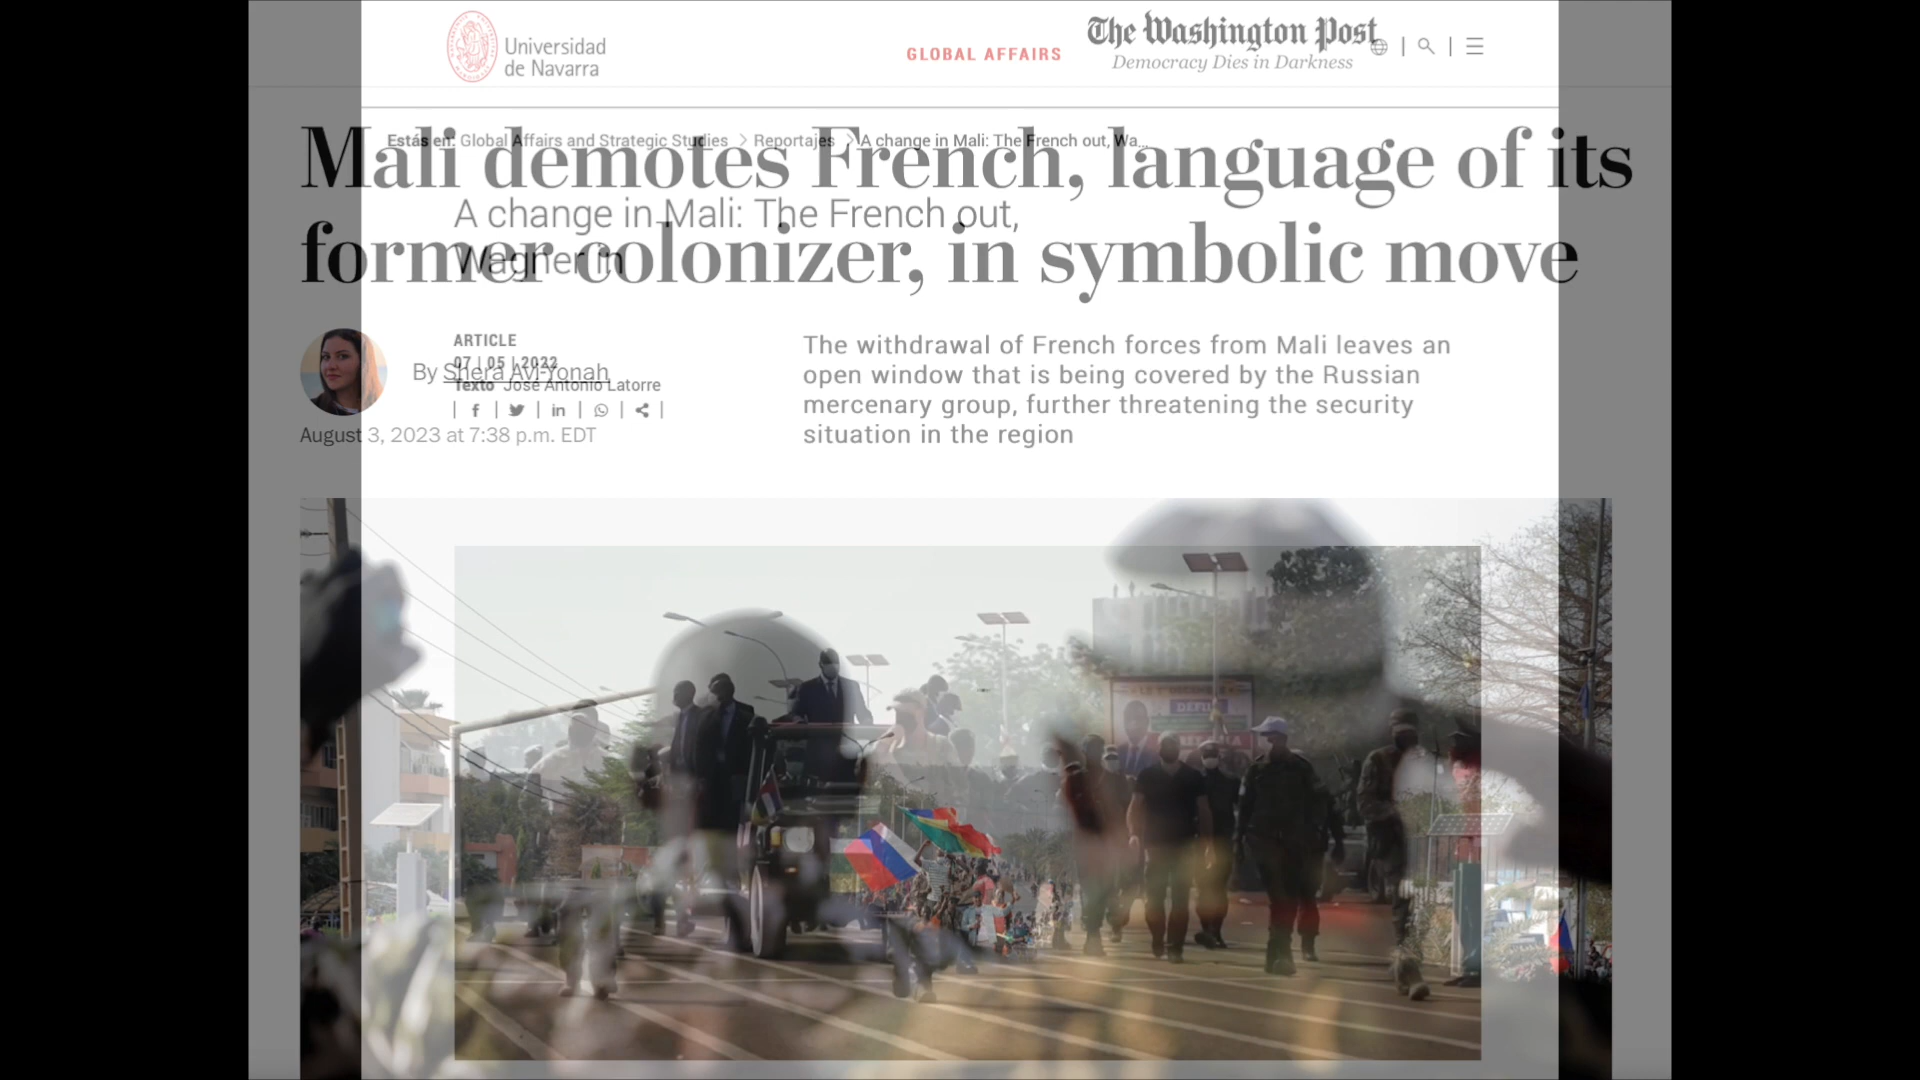 Universidad
de Navarra
GLOBAL AFFAIRS
The Washington Post
Democracy Dies in Darkness
Estás en: Global Affairs and Strategic Studies > Reportajes > A change in Mali: The French out, Wa...
Mali demotes French, language of its
former colonizer, in symbolic move
A change in Mali: The French out,
Wagner in
ARTICLE
07 | 05 | 2022
Texto José Antonio Latorre
By Shera Avi-Yonah
August 3, 2023 at 7:38 p.m. EDT
The withdrawal of French forces from Mali leaves an
open window that is being covered by the Russian
mercenary group, further threatening the security
situation in the region